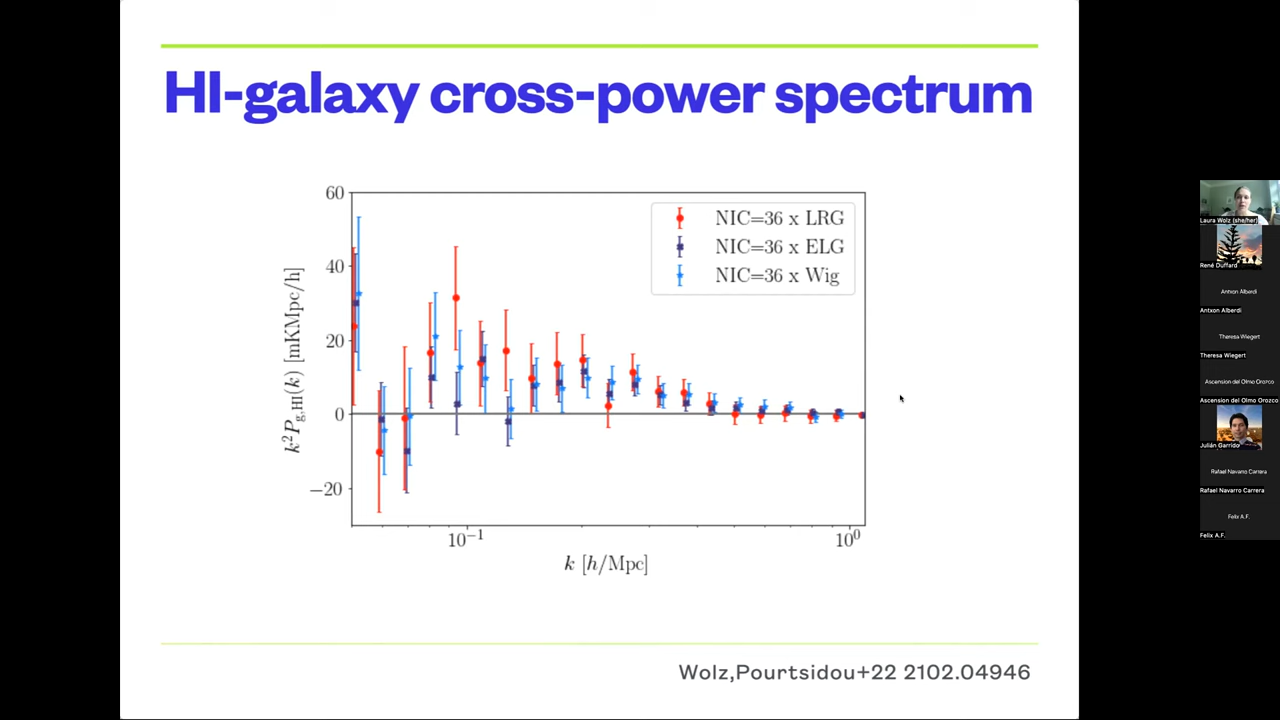 HI-galaxy cross-power spectrum
60
40
20
0
−20
k²P_g,HI(k) [mKMpc/h]
NIC=36 x LRG
NIC=36 x ELG
NIC=36 x Wig
10⁻¹
10⁰
k [h/Mpc]
Wolz,Pourtsidou+22 2102.04946
Laura Wolz (she/her)
René Duffard
Antxon Alberdi
Antxon Alberdi
Theresa Wiegert
Theresa Wiegert
Ascension del Olmo Orozco
Ascension del Olmo Orozco
Julián Garrido
Rafael Navarro Carrera
Rafael Navarro Carrera
Felix A.F.
Felix A.F.